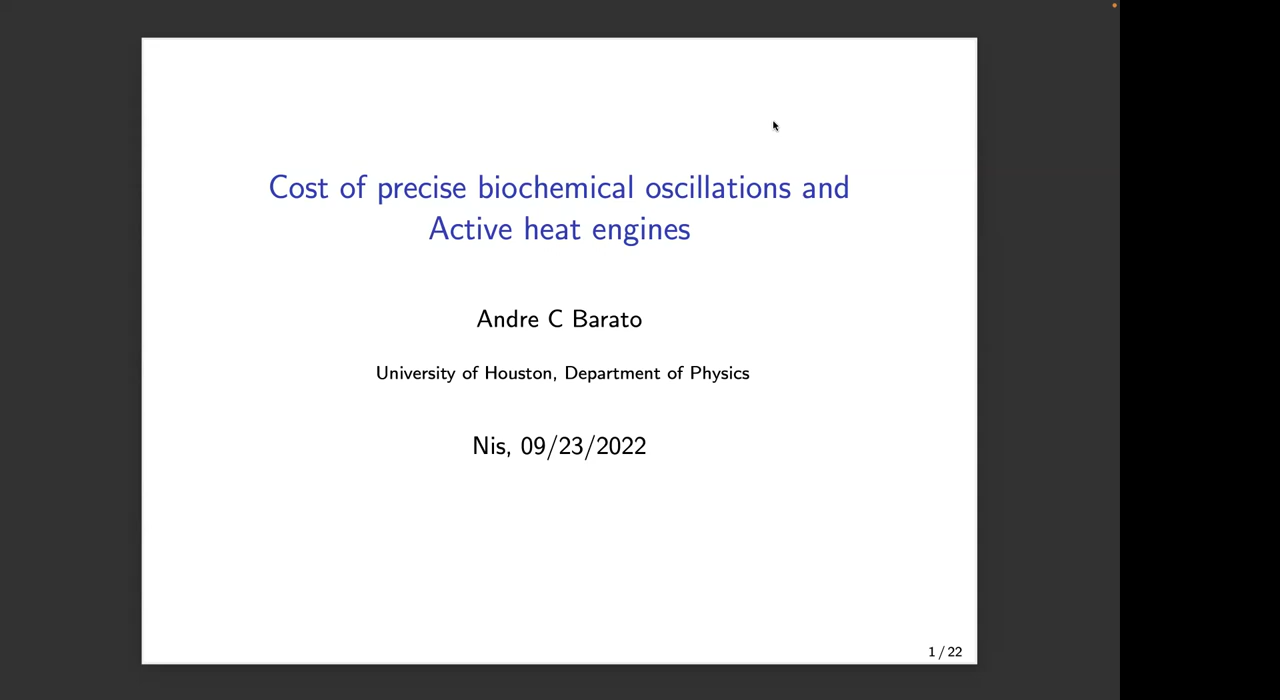 Cost of precise biochemical oscillations and
Active heat engines
Andre C Barato
University of Houston, Department of Physics
Nis, 09/23/2022
1 / 22